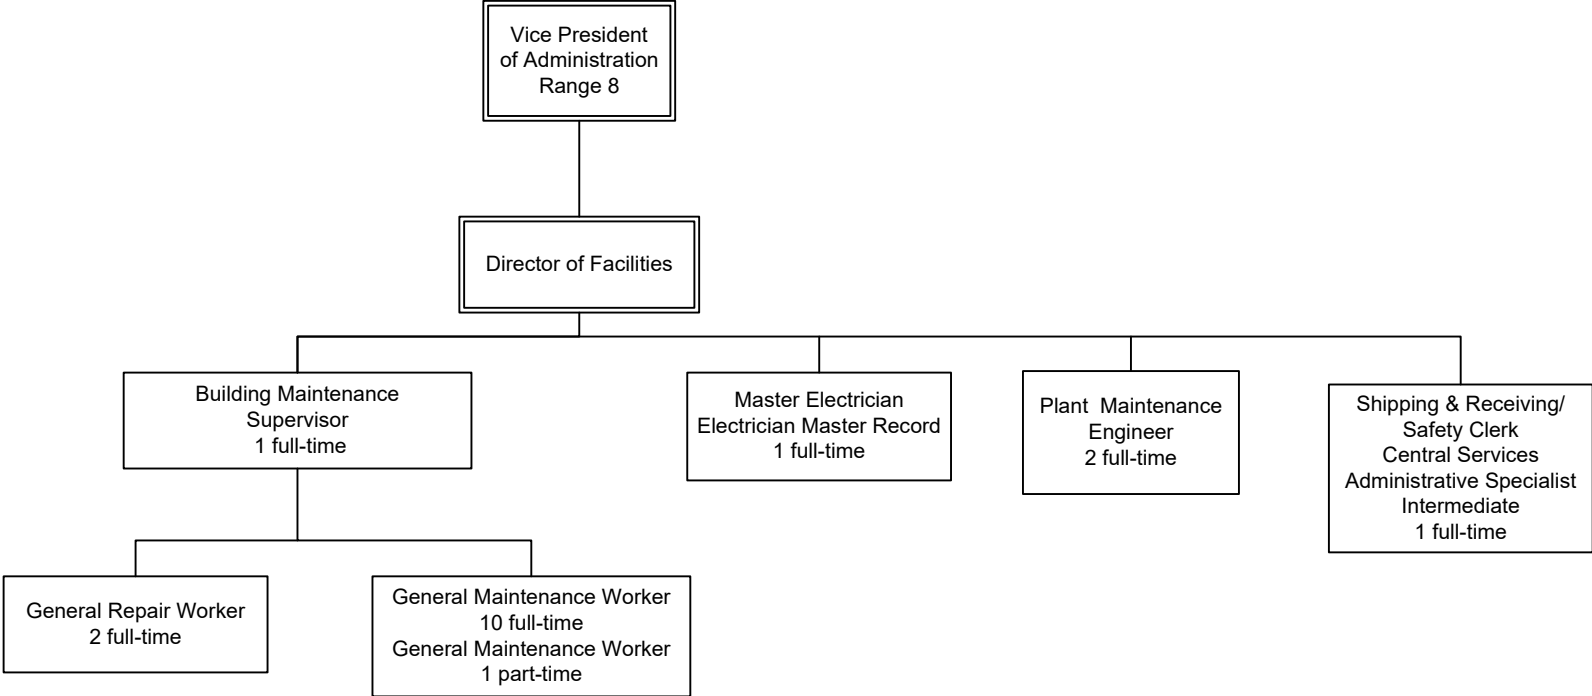 Vice President
of Administration
Range 8
Director of Facilities
Building Maintenance
Supervisor
1 full-time
Master Electrician
Electrician Master Record
1 full-time
Plant  Maintenance
Engineer
2 full-time
Shipping & Receiving/
Safety Clerk
Central Services
Administrative Specialist
Intermediate
1 full-time
General Repair Worker
2 full-time
General Maintenance Worker
10 full-time
General Maintenance Worker
1 part-time